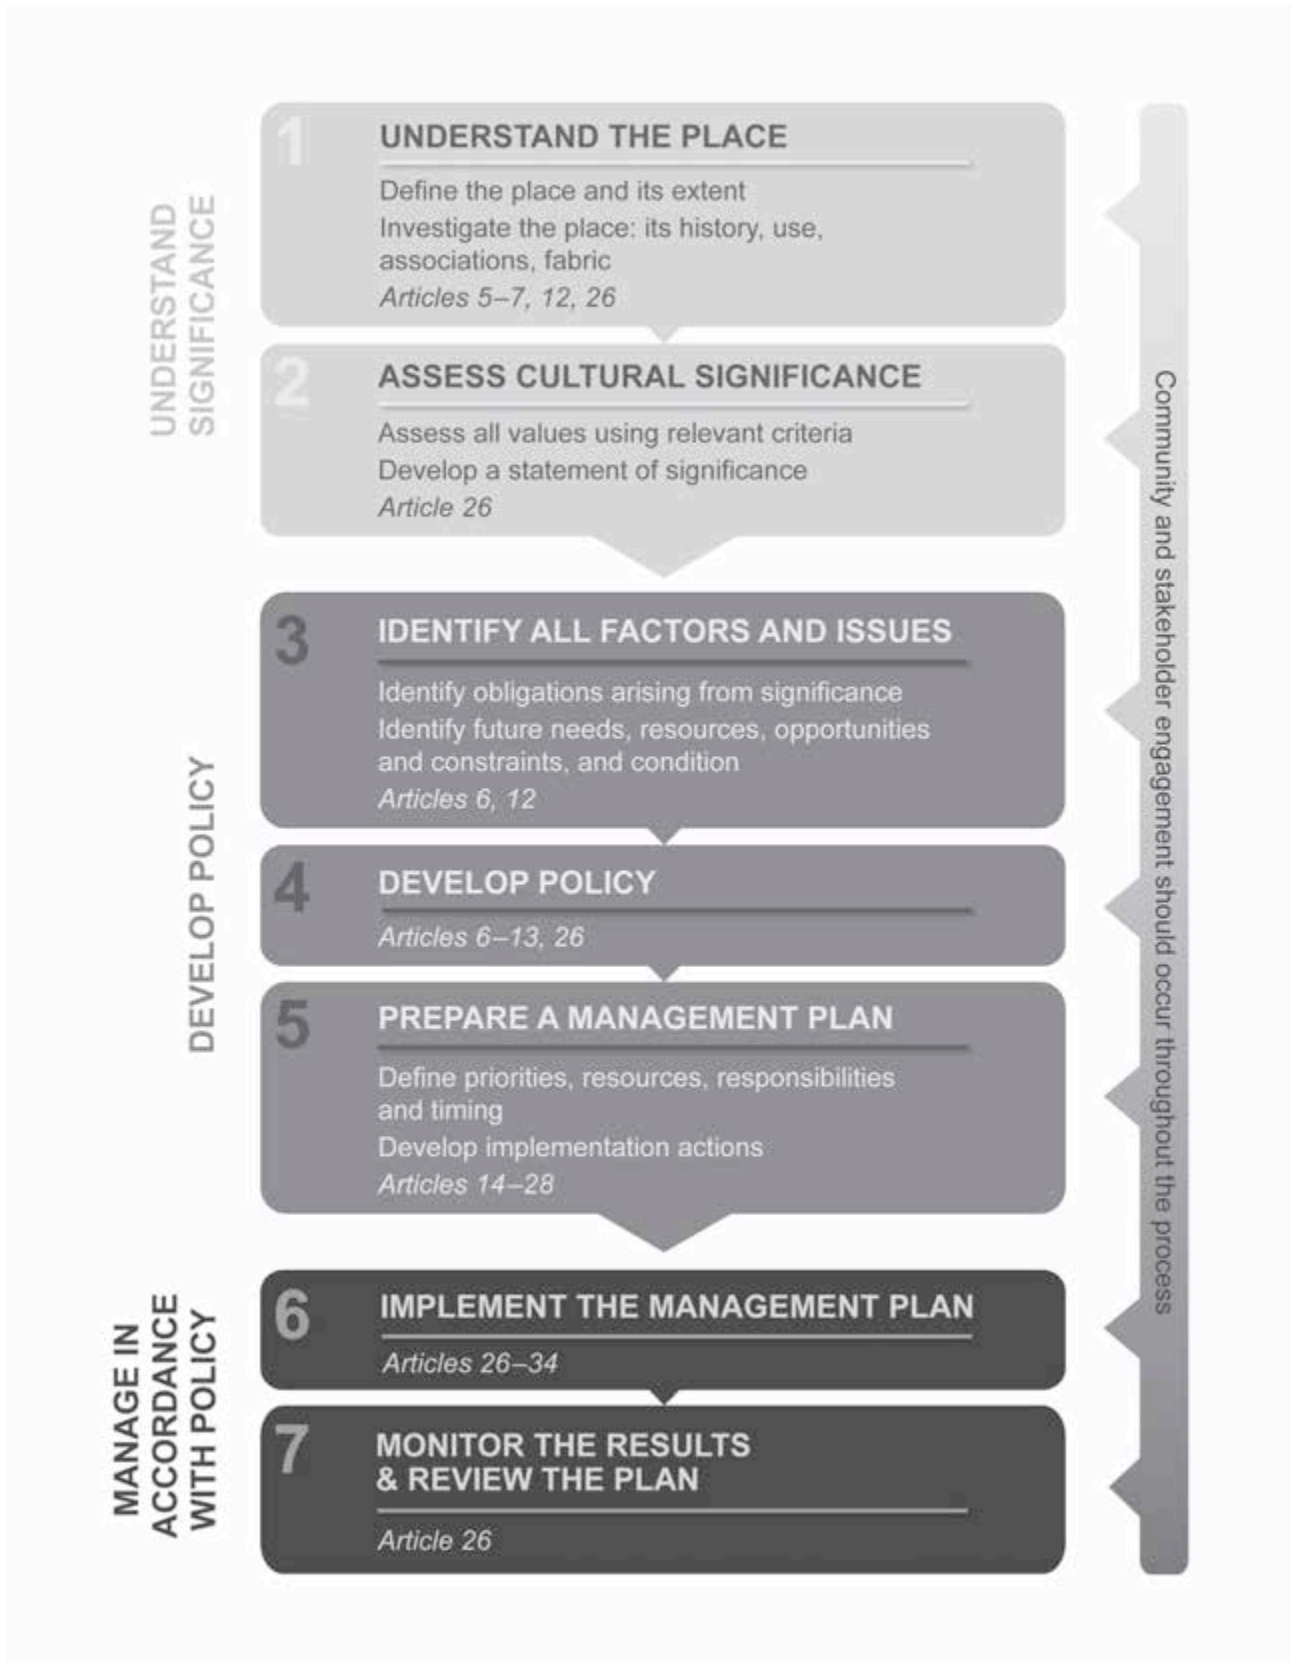 UNDERSTAND
SIGNIFICANCE
1
UNDERSTAND THE PLACE
Define the place and its extent
Investigate the place: its history, use,
associations, fabric
Articles 5–7, 12, 26
2
ASSESS CULTURAL SIGNIFICANCE
Assess all values using relevant criteria
Develop a statement of significance
Article 26
DEVELOP POLICY
3
IDENTIFY ALL FACTORS AND ISSUES
Identify obligations arising from significance
Identify future needs, resources, opportunities
and constraints, and condition
Articles 6, 12
4
DEVELOP POLICY
Articles 6–13, 26
5
PREPARE A MANAGEMENT PLAN
Define priorities, resources, responsibilities
and timing
Develop implementation actions
Articles 14–28
MANAGE IN
ACCORDANCE
WITH POLICY
6
IMPLEMENT THE MANAGEMENT PLAN
Articles 26–34
7
MONITOR THE RESULTS
& REVIEW THE PLAN
Article 26
Community and stakeholder engagement should occur throughout the process